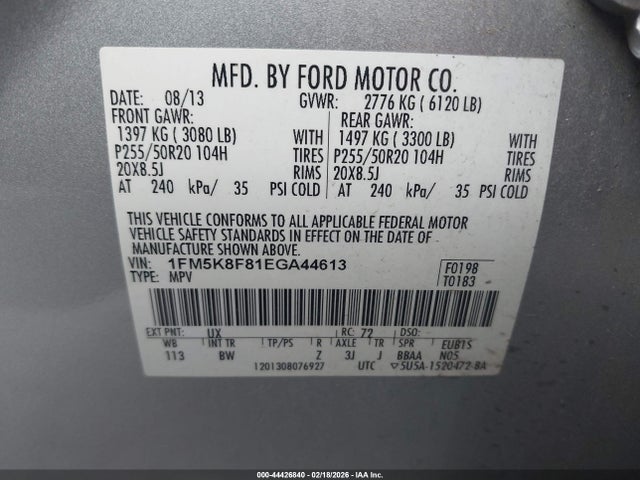 MFD. BY FORD MOTOR CO.
DATE: 08/13 GVWR: 2776 KG ( 6120 LB)
FRONT GAWR: REAR GAWR:
1397 KG ( 3080 LB) WITH 1497 KG ( 3300 LB) WITH
P255/50R20 104H TIRES P255/50R20 104H TIRES
20X8.5J RIMS 20X8.5J RIMS
AT 240 kPa/ 35 PSI COLD AT 240 kPa/ 35 PSI COLD
THIS VEHICLE CONFORMS TO ALL APPLICABLE FEDERAL MOTOR
VEHICLE SAFETY STANDARDS IN EFFECT ON THE DATE OF
MANUFACTURE SHOWN ABOVE.
VIN: 1FM5K8F81EGA44613 F0198
TYPE: MPV T0183
EXT PNT: UX RC: 72 DSO:
WB INT TR TP/PS R AXLE TR SPR EUB1S
113 BW Z 3J J BBAA N05
1201308076927 UTC ▽5U5A-1520472-BA
000-44426840 - 02/18/2026 - IAAI Inc.